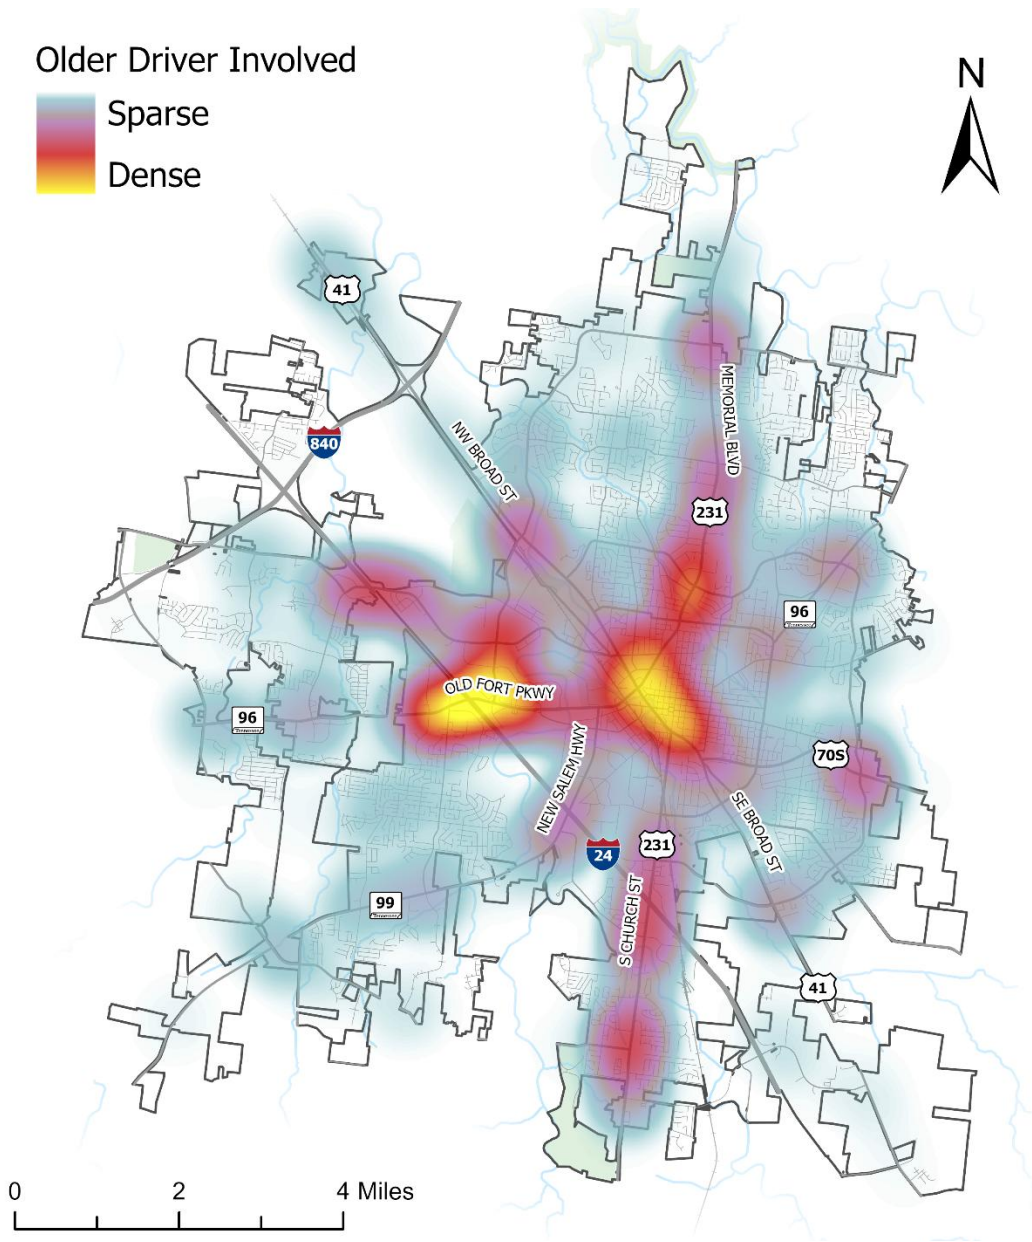 Older Driver Involved
Sparse
Dense
N
41
840
NW BROAD ST
MEMORIAL BLVD
231
96
OLD FORT PKWY
96
NEW SALEM HWY
70S
SE BROAD ST
231
24
S CHURCH ST
99
41
0 2 4 Miles